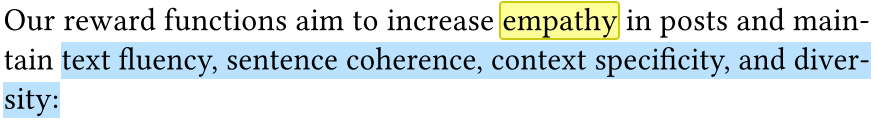 Our reward functions aim to increase empathy in posts and main-
tain text fluency, sentence coherence, context specificity, and diver-
sity: